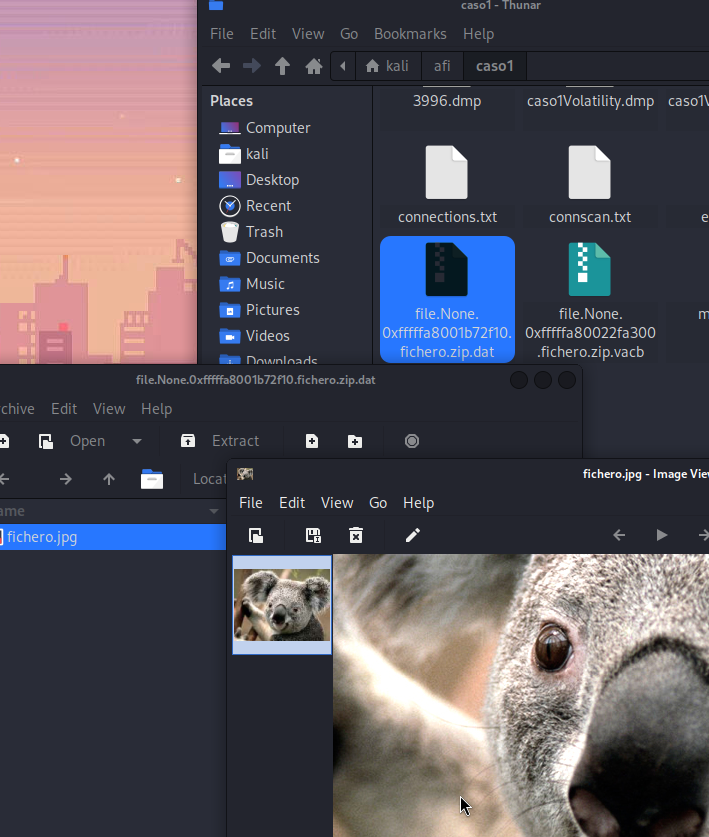 caso1 - Thunar
File Edit View Go Bookmarks Help
kali afi caso1
Places
Computer
kali
Desktop
Recent
Trash
Documents
Music
Pictures
Videos
Downloads
3996.dmp caso1Volatility.dmp caso1V
connections.txt connscan.txt e
file.None.
0xfffffa8001b72f10.
fichero.zip.dat
file.None.
0xfffffa80022fa300
.fichero.zip.vacb
m
file.None.0xfffffa8001b72f10.fichero.zip.dat
rchive Edit View Help
Open Extract
Locat
ame
fichero.jpg
fichero.jpg - Image View
File Edit View Go Help